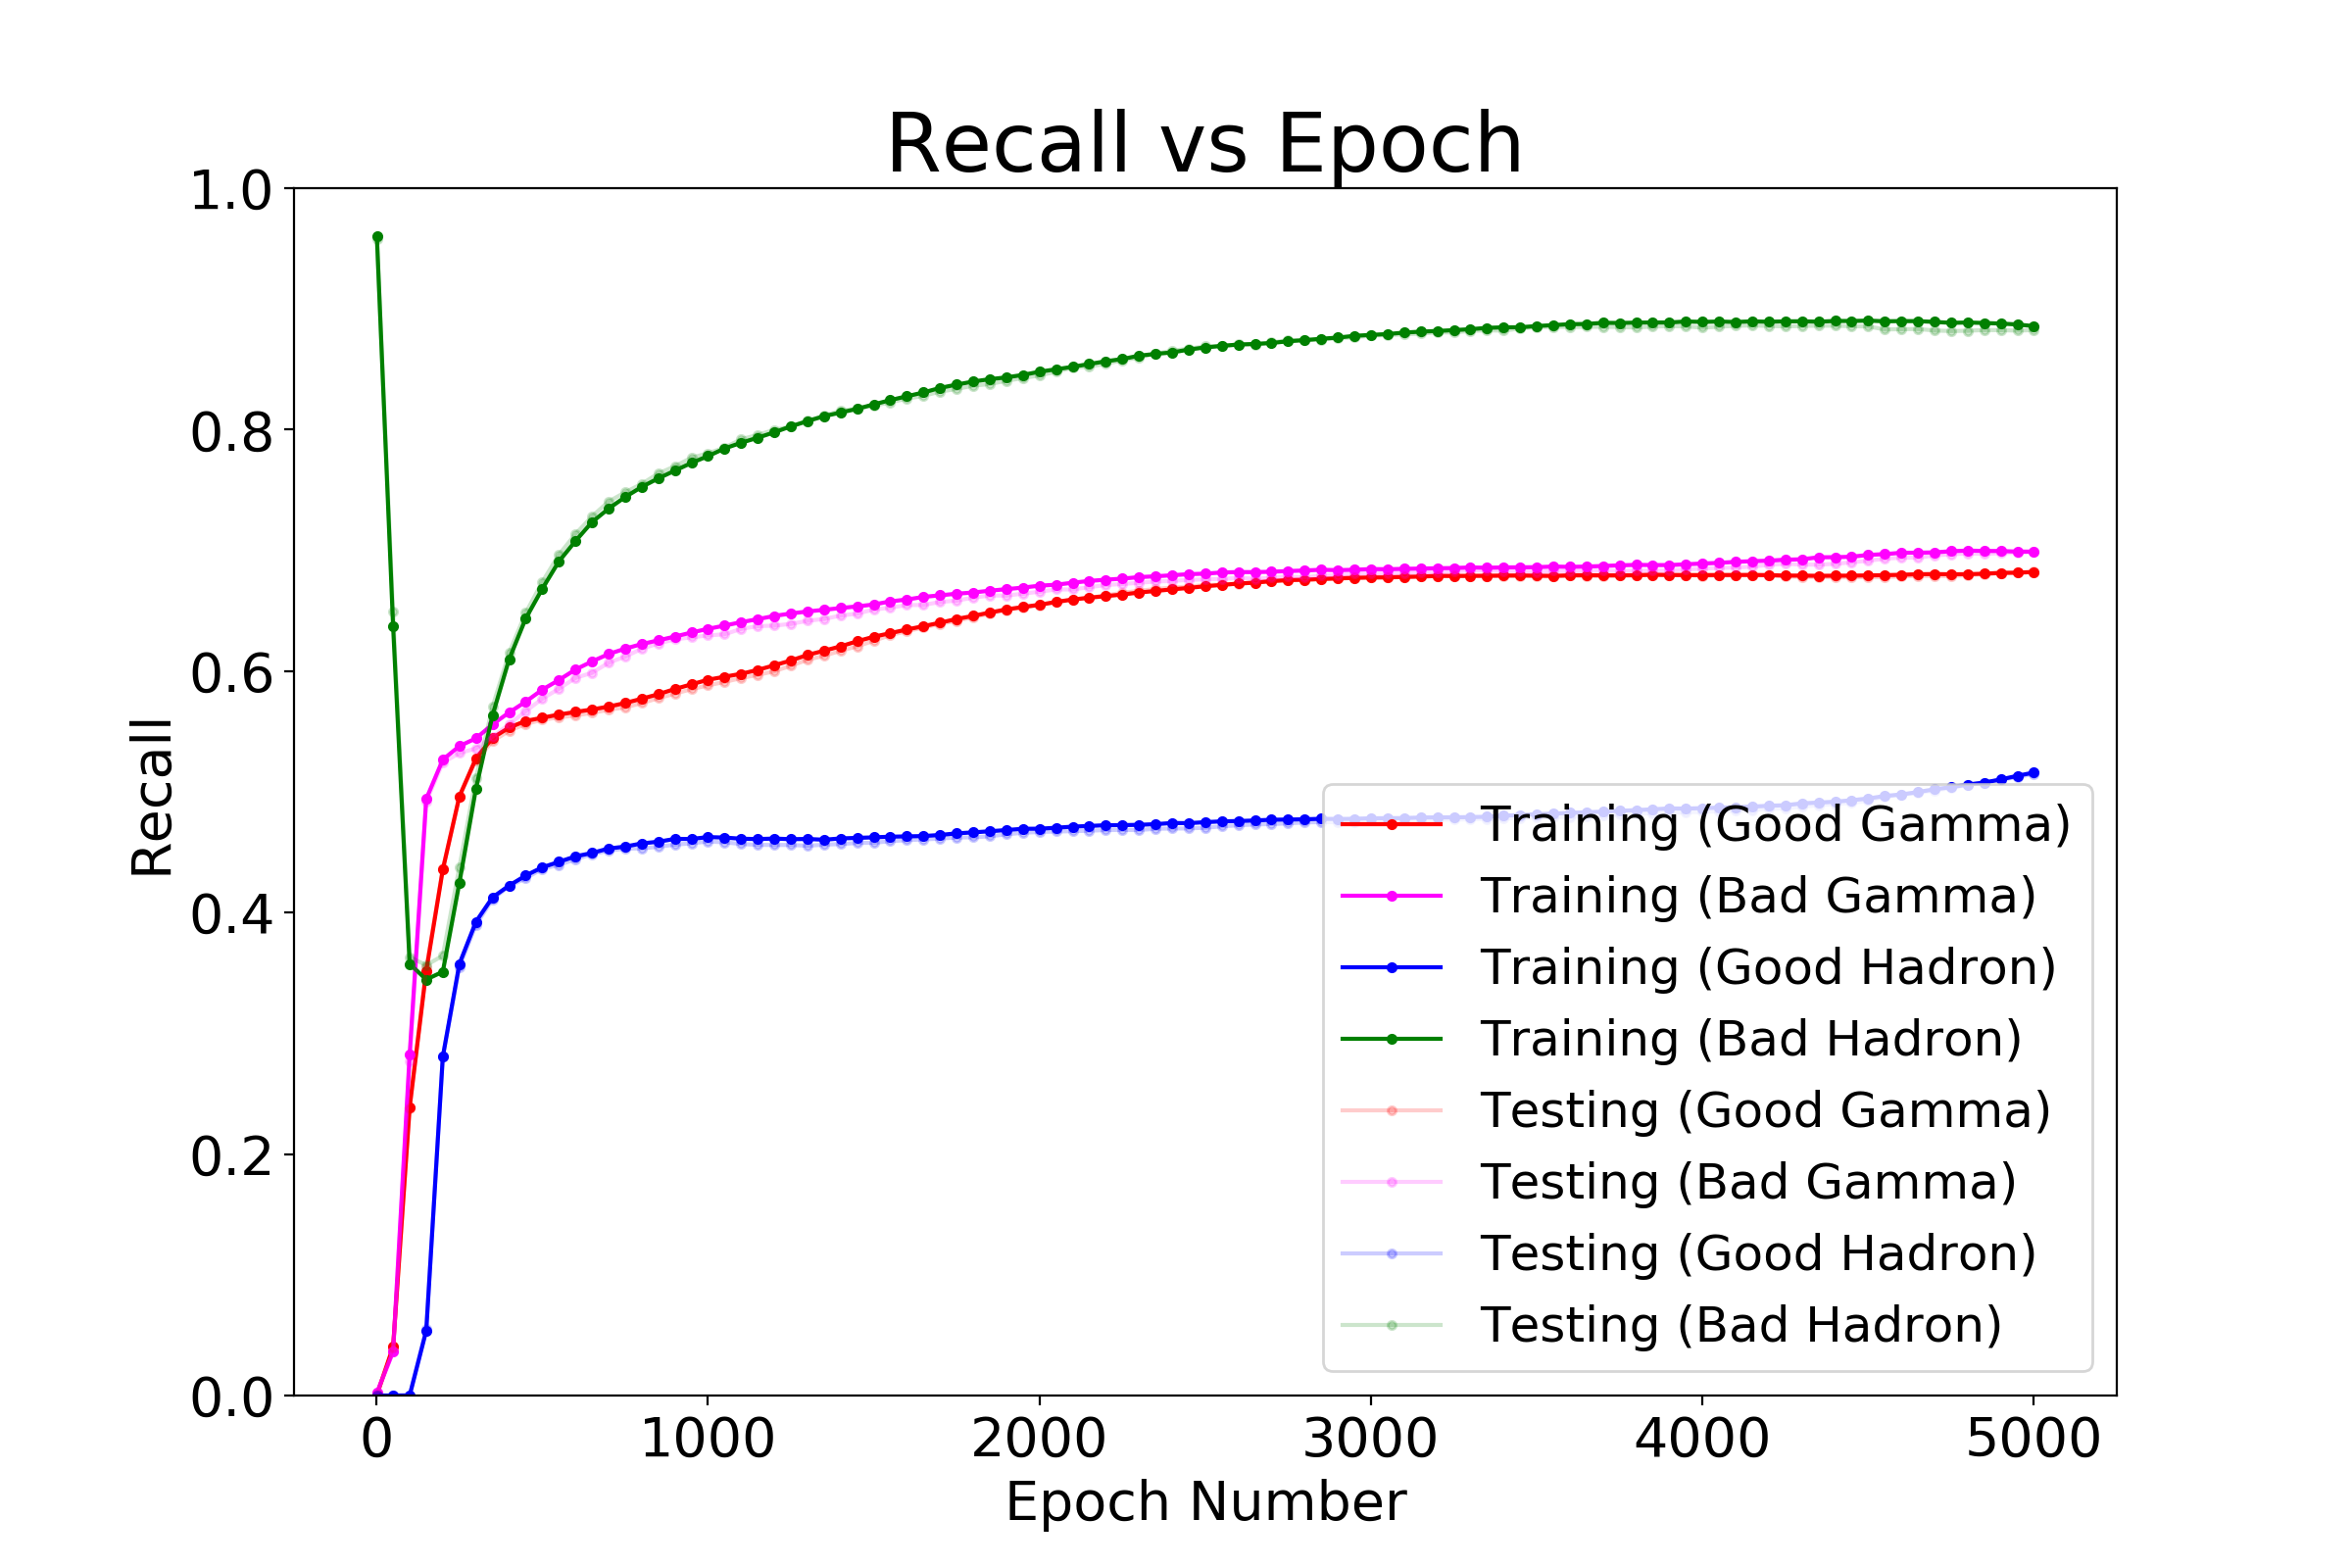 Recall vs Epoch
1.0
0.8
0.6
0.4
0.2
0.0
Recall
0 1000 2000 3000 4000 5000
Epoch Number
Training (Good Gamma)
Training (Bad Gamma)
Training (Good Hadron)
Training (Bad Hadron)
Testing (Good Gamma)
Testing (Bad Gamma)
Testing (Good Hadron)
Testing (Bad Hadron)